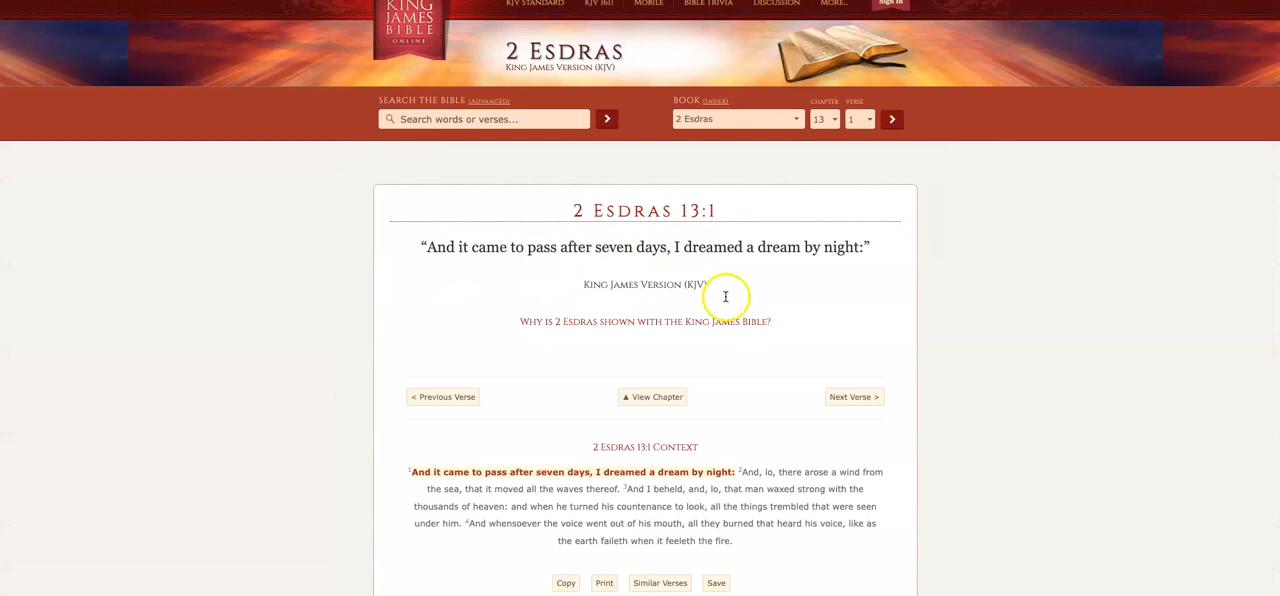 KING
JAMES
BIBLE
ONLINE
KJV STANDARD KJV 1611 MOBILE BIBLE TRIVIA DISCUSSION MORE... Sign In
2 ESDRAS
KING JAMES VERSION (KJV)
SEARCH THE BIBLE (ADVANCED)
Search words or verses...
BOOK (INDEX) CHAPTER VERSE
2 Esdras 13 1
2 ESDRAS 13:1
“And it came to pass after seven days, I dreamed a dream by night:”
KING JAMES VERSION (KJV)
WHY IS 2 ESDRAS SHOWN WITH THE KING JAMES BIBLE?
< Previous Verse ▲ View Chapter Next Verse >
2 ESDRAS 13:1 CONTEXT
1And it came to pass after seven days, I dreamed a dream by night: 2And, lo, there arose a wind from
the sea, that it moved all the waves thereof. 3And I beheld, and, lo, that man waxed strong with the
thousands of heaven: and when he turned his countenance to look, all the things trembled that were seen
under him. 4And whensoever the voice went out of his mouth, all they burned that heard his voice, like as
the earth faileth when it feeleth the fire.
Copy Print Similar Verses Save